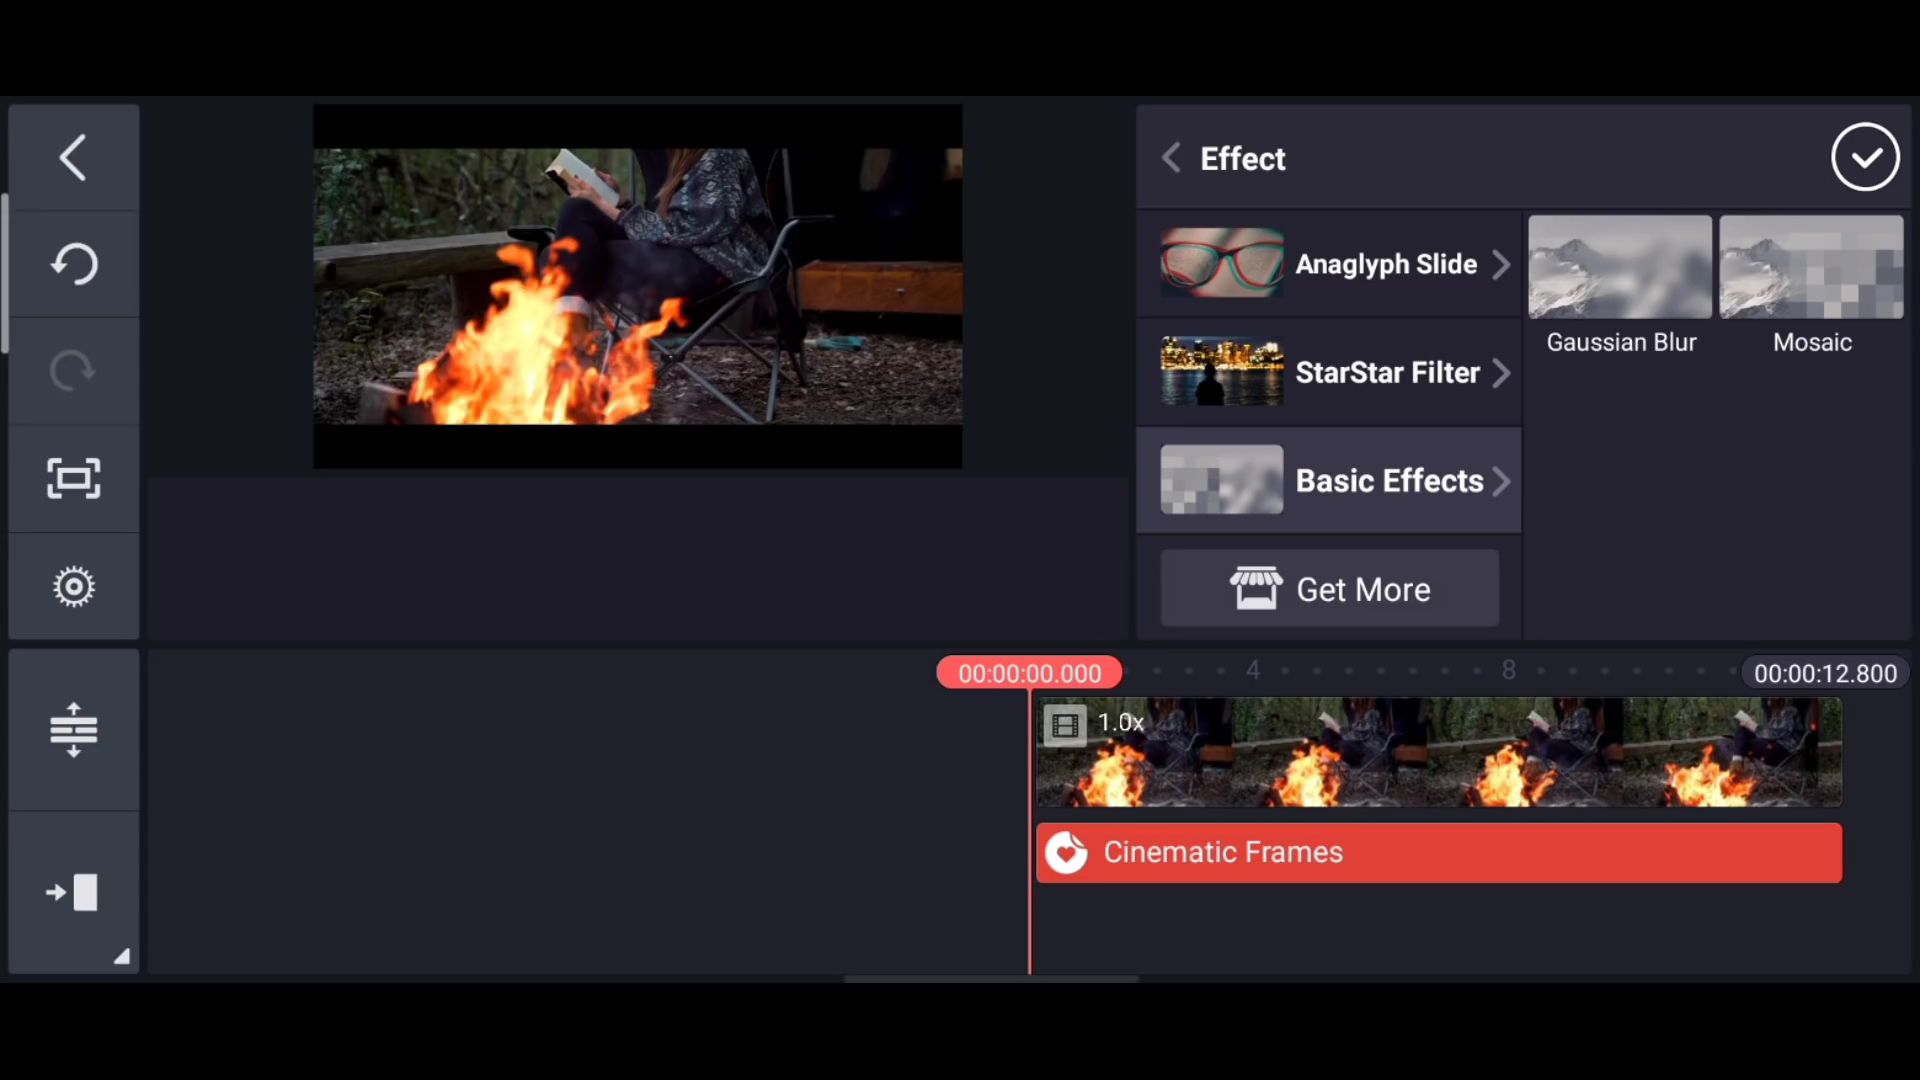 Effect
Anaglyph Slide
StarStar Filter
Basic Effects
Get More
Gaussian Blur
Mosaic
00:00:00.000
4
8
00:00:12.800
1.0x
Cinematic Frames